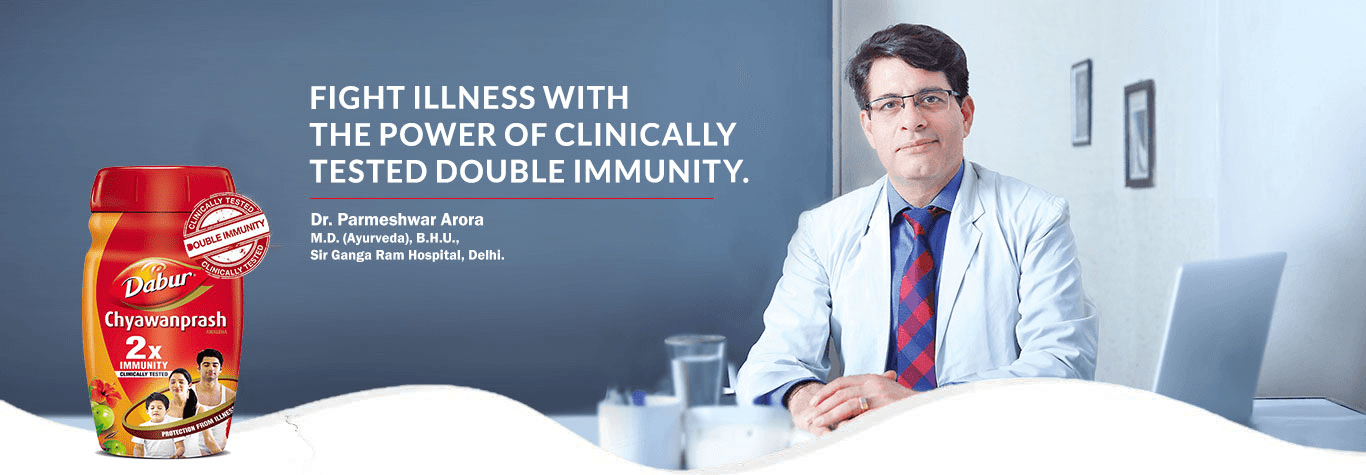 FIGHT ILLNESS WITH
THE POWER OF CLINICALLY
TESTED DOUBLE IMMUNITY.
Dr. Parmeshwar Arora
M.D. (Ayurveda), B.H.U.,
Sir Ganga Ram Hospital, Delhi.
CLINICALLY TESTED
DOUBLE IMMUNITY
CLINICALLY TESTED
Dabur
Chyawanprash
AWALEHA
2x
IMMUNITY
CLINICALLY TESTED
PROTECTION FROM ILLNESS